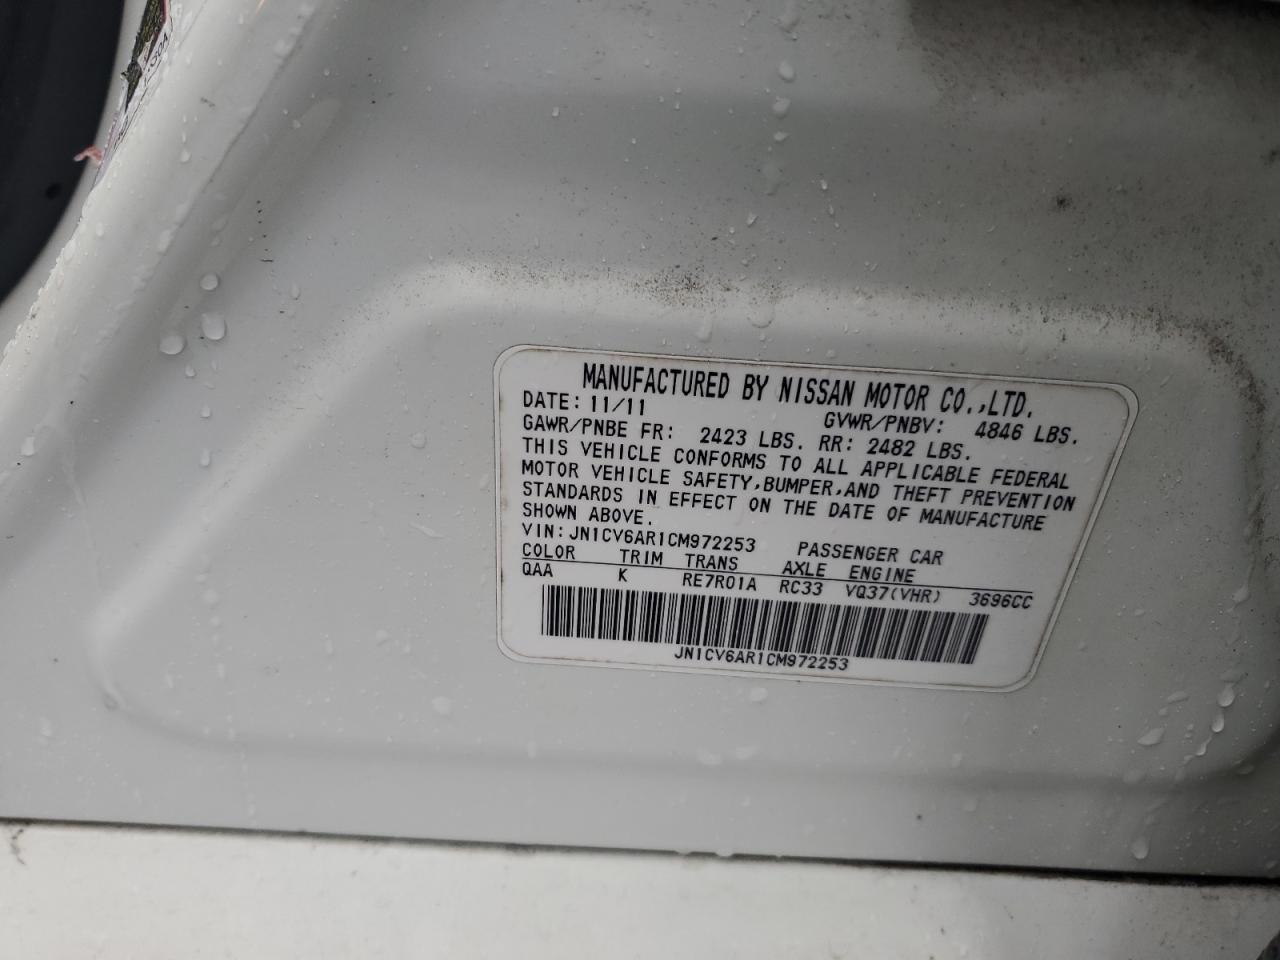 MANUFACTURED BY NISSAN MOTOR CO.,LTD.
DATE: 11/11 GVWR/PNBV: 4846 LBS.
GAWR/PNBE FR: 2423 LBS. RR: 2482 LBS.
THIS VEHICLE CONFORMS TO ALL APPLICABLE FEDERAL
MOTOR VEHICLE SAFETY,BUMPER,AND THEFT PREVENTION
STANDARDS IN EFFECT ON THE DATE OF MANUFACTURE
SHOWN ABOVE.
VIN: JN1CV6AR1CM972253 PASSENGER CAR
COLOR TRIM TRANS AXLE ENGINE
QAA K RE7R01A RC33 VQ37(VHR) 3696CC
JN1CV6AR1CM972253